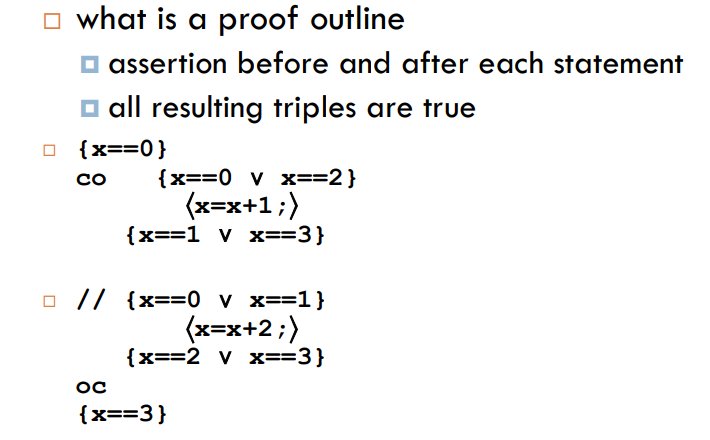 what is a proof outline
assertion before and after each statement
all resulting triples are true
{x==0}
co {x==0 ∨ x==2}
⟨x=x+1;⟩
{x==1 ∨ x==3}
// {x==0 ∨ x==1}
⟨x=x+2;⟩
{x==2 ∨ x==3}
oc
{x==3}